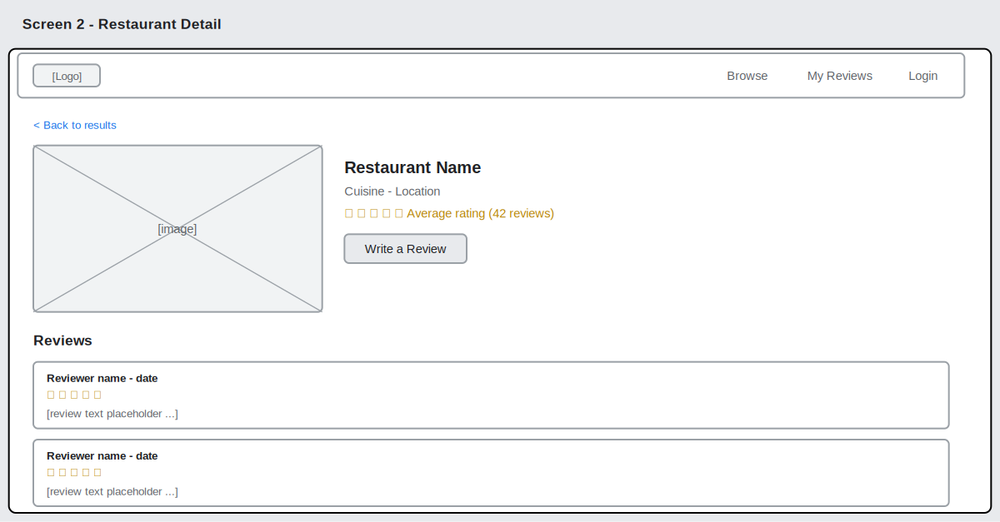 Screen 2 - Restaurant Detail
[Logo]
Browse
My Reviews
Login
< Back to results
[image]
Restaurant Name
Cuisine - Location
Average rating (42 reviews)
Write a Review
Reviews
Reviewer name - date
[review text placeholder ...]
Reviewer name - date
[review text placeholder ...]